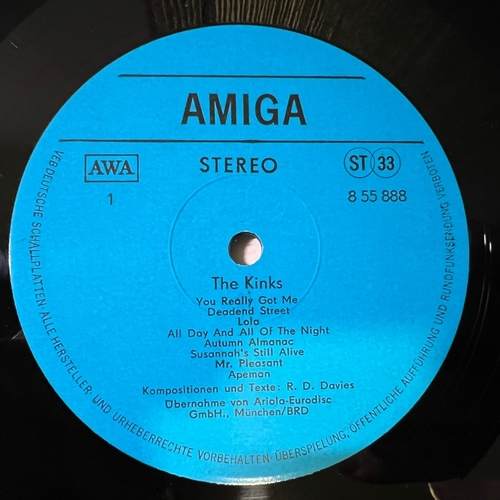 AMIGA
AWA
STEREO
ST 33
1
8 55 888
The Kinks
You Really Got Me
Deadend Street
Lola
All Day And All Of The Night
Autumn Almanac
Susannah's Still Alive
Mr. Pleasant
Apeman
Kompositionen und Texte: R. D. Davies
Übernahme von Ariola-Eurodisc
GmbH., München/BRD
VEB DEUTSCHE SCHALLPLATTEN · ALLE HERSTELLER- UND URHEBERRECHTE VORBEHALTEN · ÜBERSPIELUNG, ÖFFENTLICHE AUFFÜHRUNG UND RUNDFUNKSENDUNG VERBOTEN